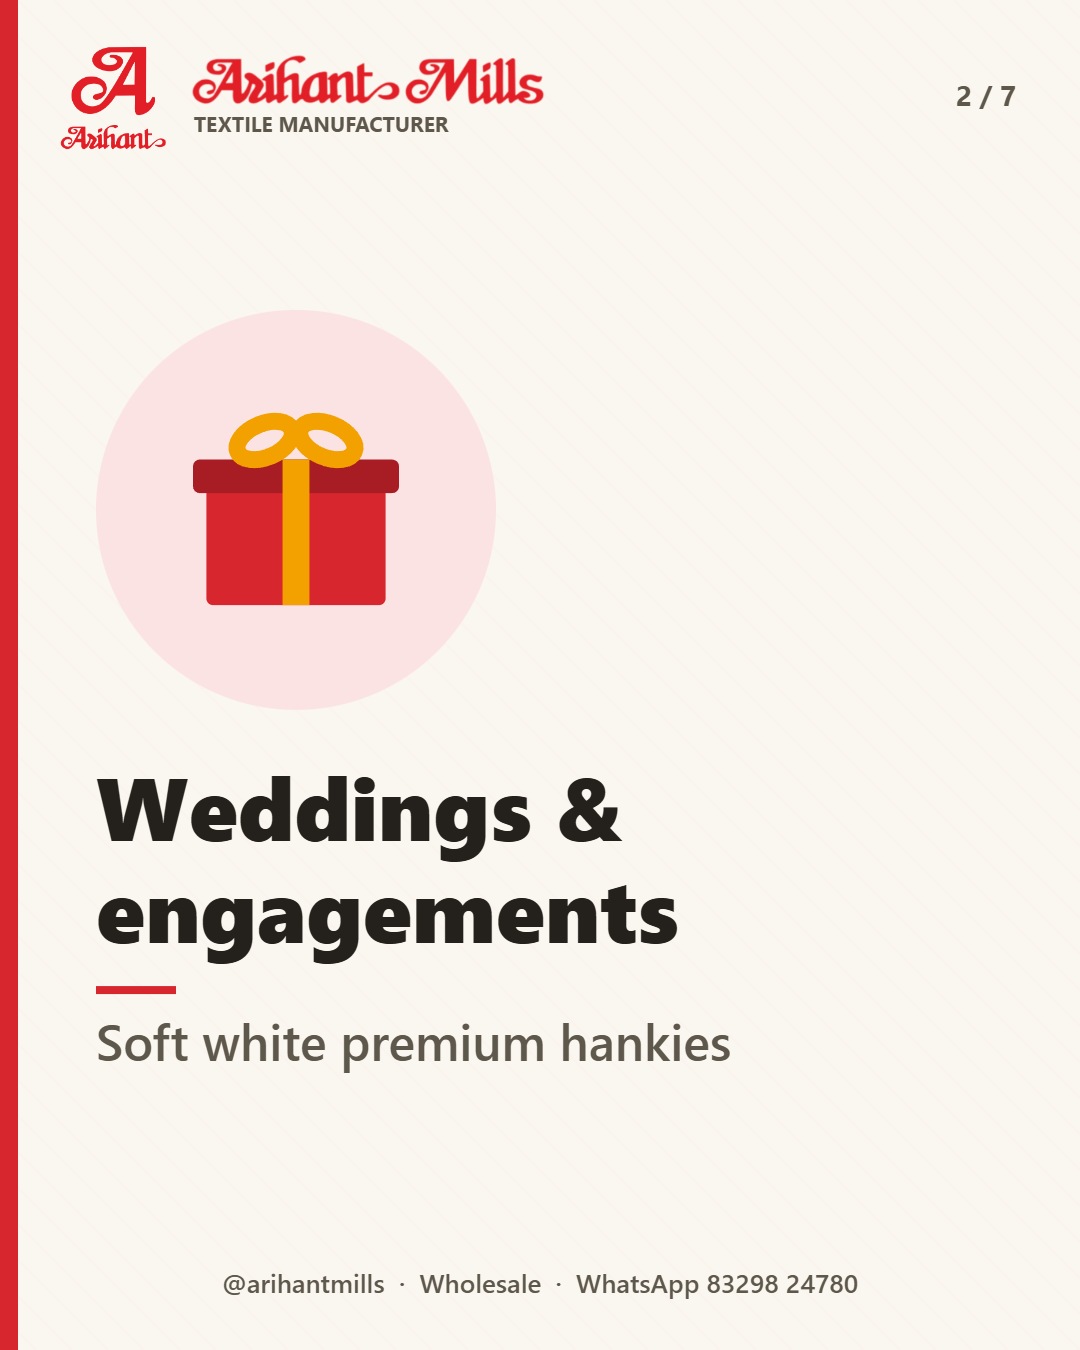 A
Arihant
Arihant Mills
TEXTILE MANUFACTURER
2 / 7
Weddings &
engagements
Soft white premium hankies
@arihantmills · Wholesale · WhatsApp 83298 24780